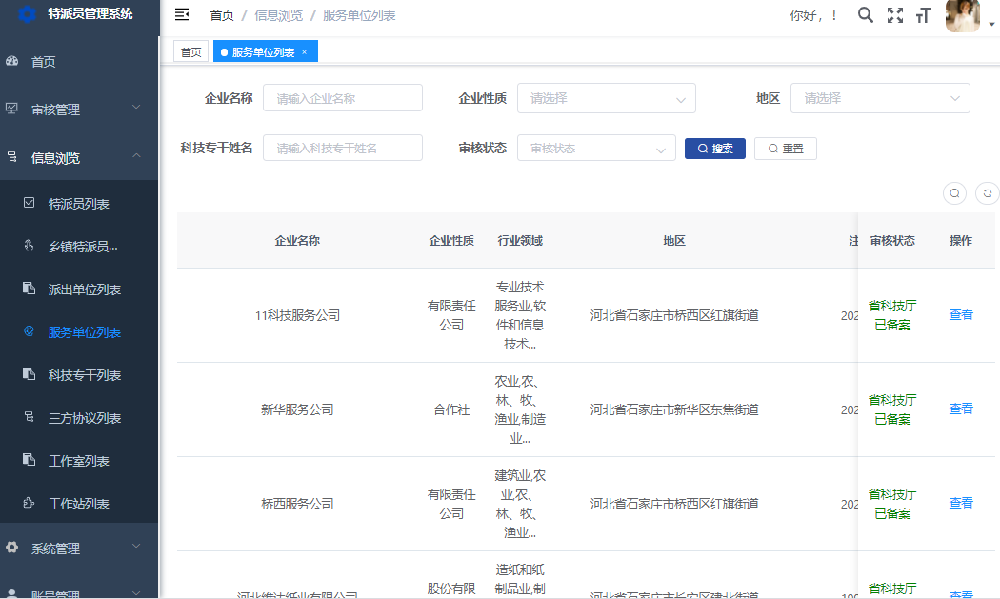 特派员管理系统
首页 / 信息浏览 / 服务单位列表
你好，！
首页
服务单位列表 ×
首页
审核管理
信息浏览
特派员列表
乡镇特派员...
派出单位列表
服务单位列表
科技专干列表
三方协议列表
工作室列表
工作站列表
系统管理
账号管理
企业名称 请输入企业名称 企业性质 请选择 地区 请选择
科技专干姓名 请输入科技专干姓名 审核状态 审核状态 搜索 重置
企业名称 企业性质 行业领域 地区 注 审核状态 操作
11科技服务公司
有限责任
公司
专业技术
服务业,软
件和信息
技术...
河北省石家庄市桥西区红旗街道
202
省科技厅
已备案
查看
新华服务公司
合作社
农业,农、
林、牧、
渔业,制造
业...
河北省石家庄市新华区东焦街道
202
省科技厅
已备案
查看
桥西服务公司
有限责任
公司
建筑业,农
业,农、
林、牧、
渔业...
河北省石家庄市桥西区红旗街道
202
省科技厅
已备案
查看
河北维达纸业有限公司
股份有限
造纸和纸
制品业,制
河北省石家庄市长安区建北街道
省科技厅
查看